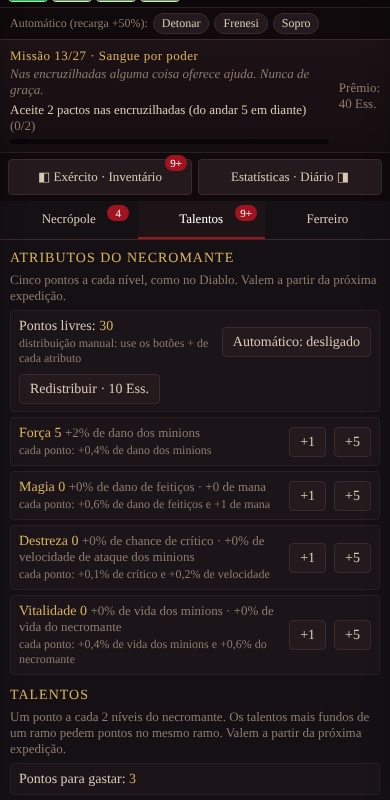 Automático (recarga +50%): Detonar Frenesi Sopro
Missão 13/27 · Sangue por poder
Nas encruzilhadas alguma coisa oferece ajuda. Nunca de
graça.
Aceite 2 pactos nas encruzilhadas (do andar 5 em diante)
(0/2)
Prêmio:
40 Ess.
Exército · Inventário 9+
Estatísticas · Diário
Necrópole 4
Talentos 9+
Ferreiro
ATRIBUTOS DO NECROMANTE
Cinco pontos a cada nível, como no Diablo. Valem a partir da próxima
expedição.
Pontos livres: 30
distribuição manual: use os botões + de
cada atributo
Automático: desligado
Redistribuir · 10 Ess.
Força 5 +2% de dano dos minions
cada ponto: +0,4% de dano dos minions
+1 +5
Magia 0 +0% de dano de feitiços · +0 de mana
cada ponto: +0,6% de dano de feitiços e +1 de mana
+1 +5
Destreza 0 +0% de chance de crítico · +0% de
velocidade de ataque dos minions
cada ponto: +0,1% de crítico e +0,2% de velocidade
+1 +5
Vitalidade 0 +0% de vida dos minions · +0% de
vida do necromante
cada ponto: +0,4% de vida dos minions e +0,6% do
necromante
+1 +5
TALENTOS
Um ponto a cada 2 níveis do necromante. Os talentos mais fundos de
um ramo pedem pontos no mesmo ramo. Valem a partir da próxima
expedição.
Pontos para gastar: 3